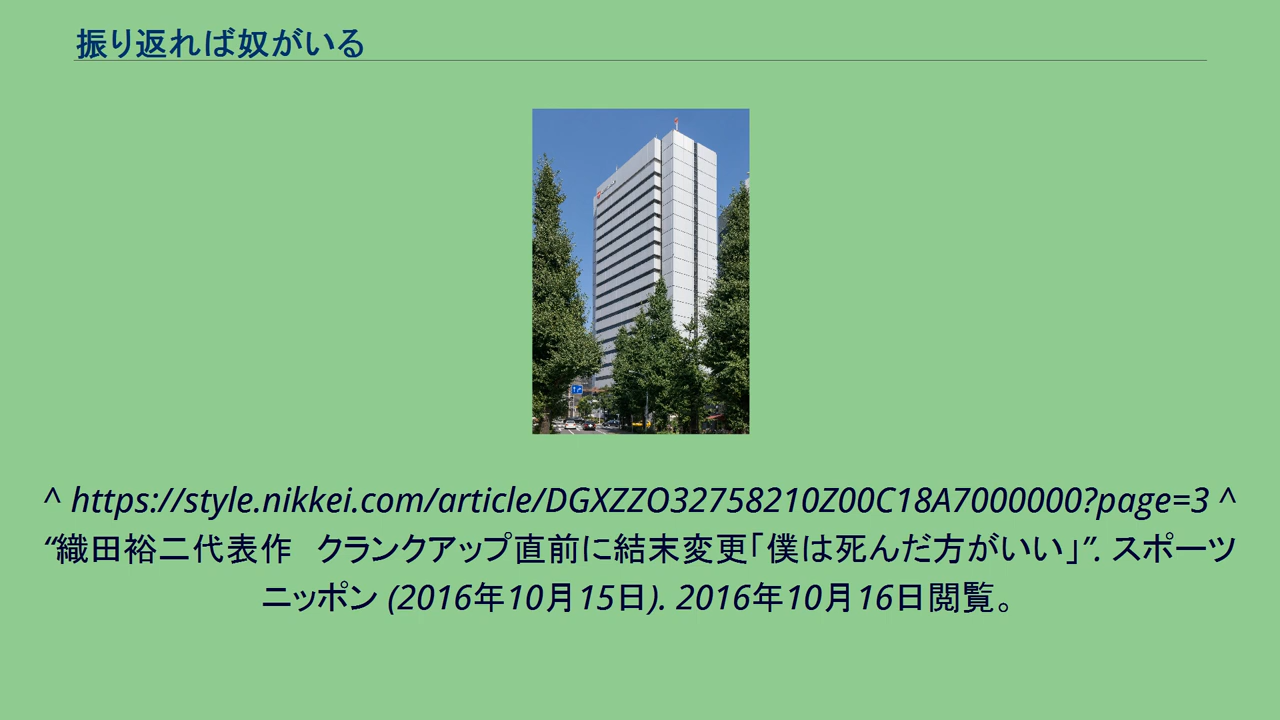 振り返れば奴がいる
^ https://style.nikkei.com/article/DGXZZO32758210Z00C18A7000000?page=3 ^
“織田裕二代表作　クランクアップ直前に結末変更「僕は死んだ方がいい」”. スポーツ
ニッポン (2016年10月15日). 2016年10月16日閲覧。